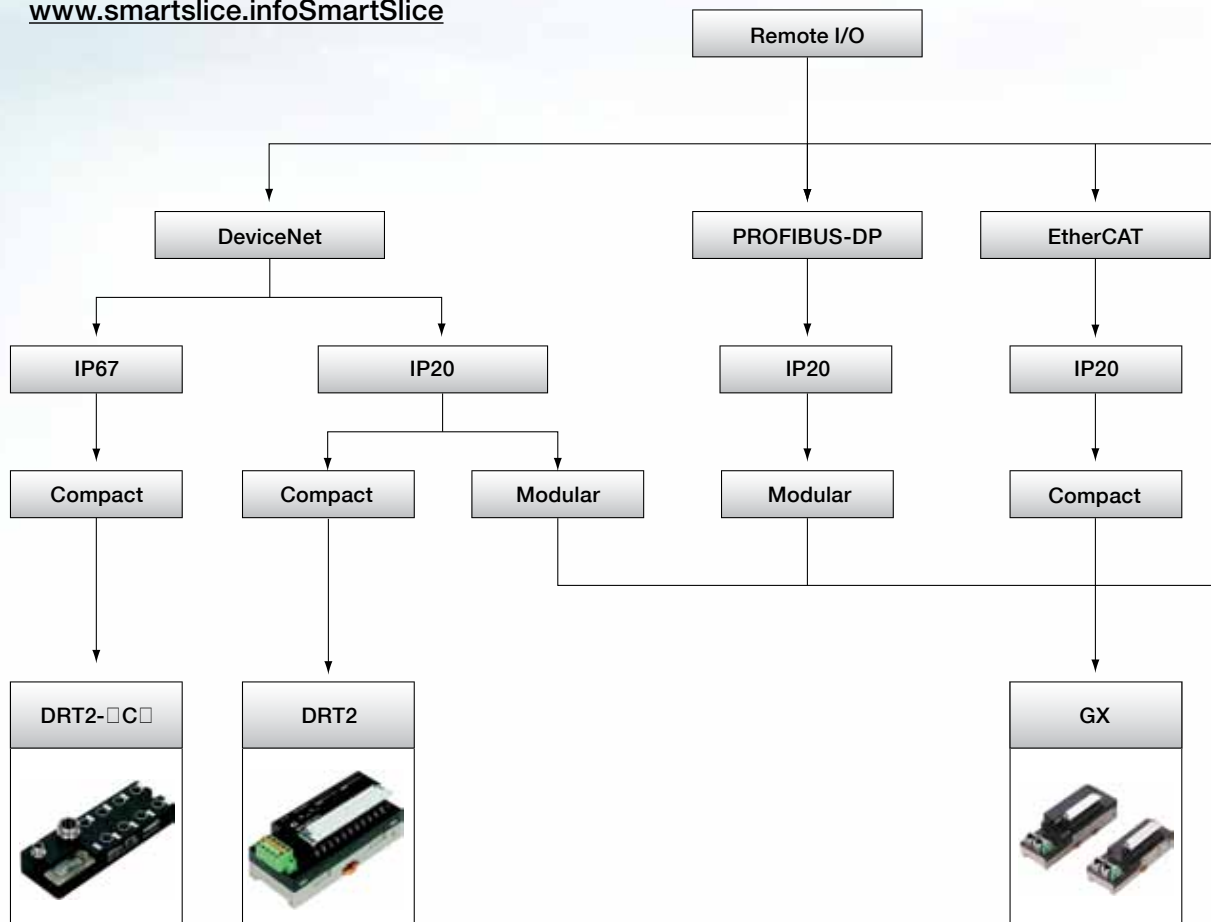 www.smartslice.infoSmartSlice
Remote I/O
DeviceNet
PROFIBUS-DP
EtherCAT
IP67
IP20
IP20
IP20
Compact
Compact
Modular
Modular
Compact
DRT2-□C□
DRT2
GX